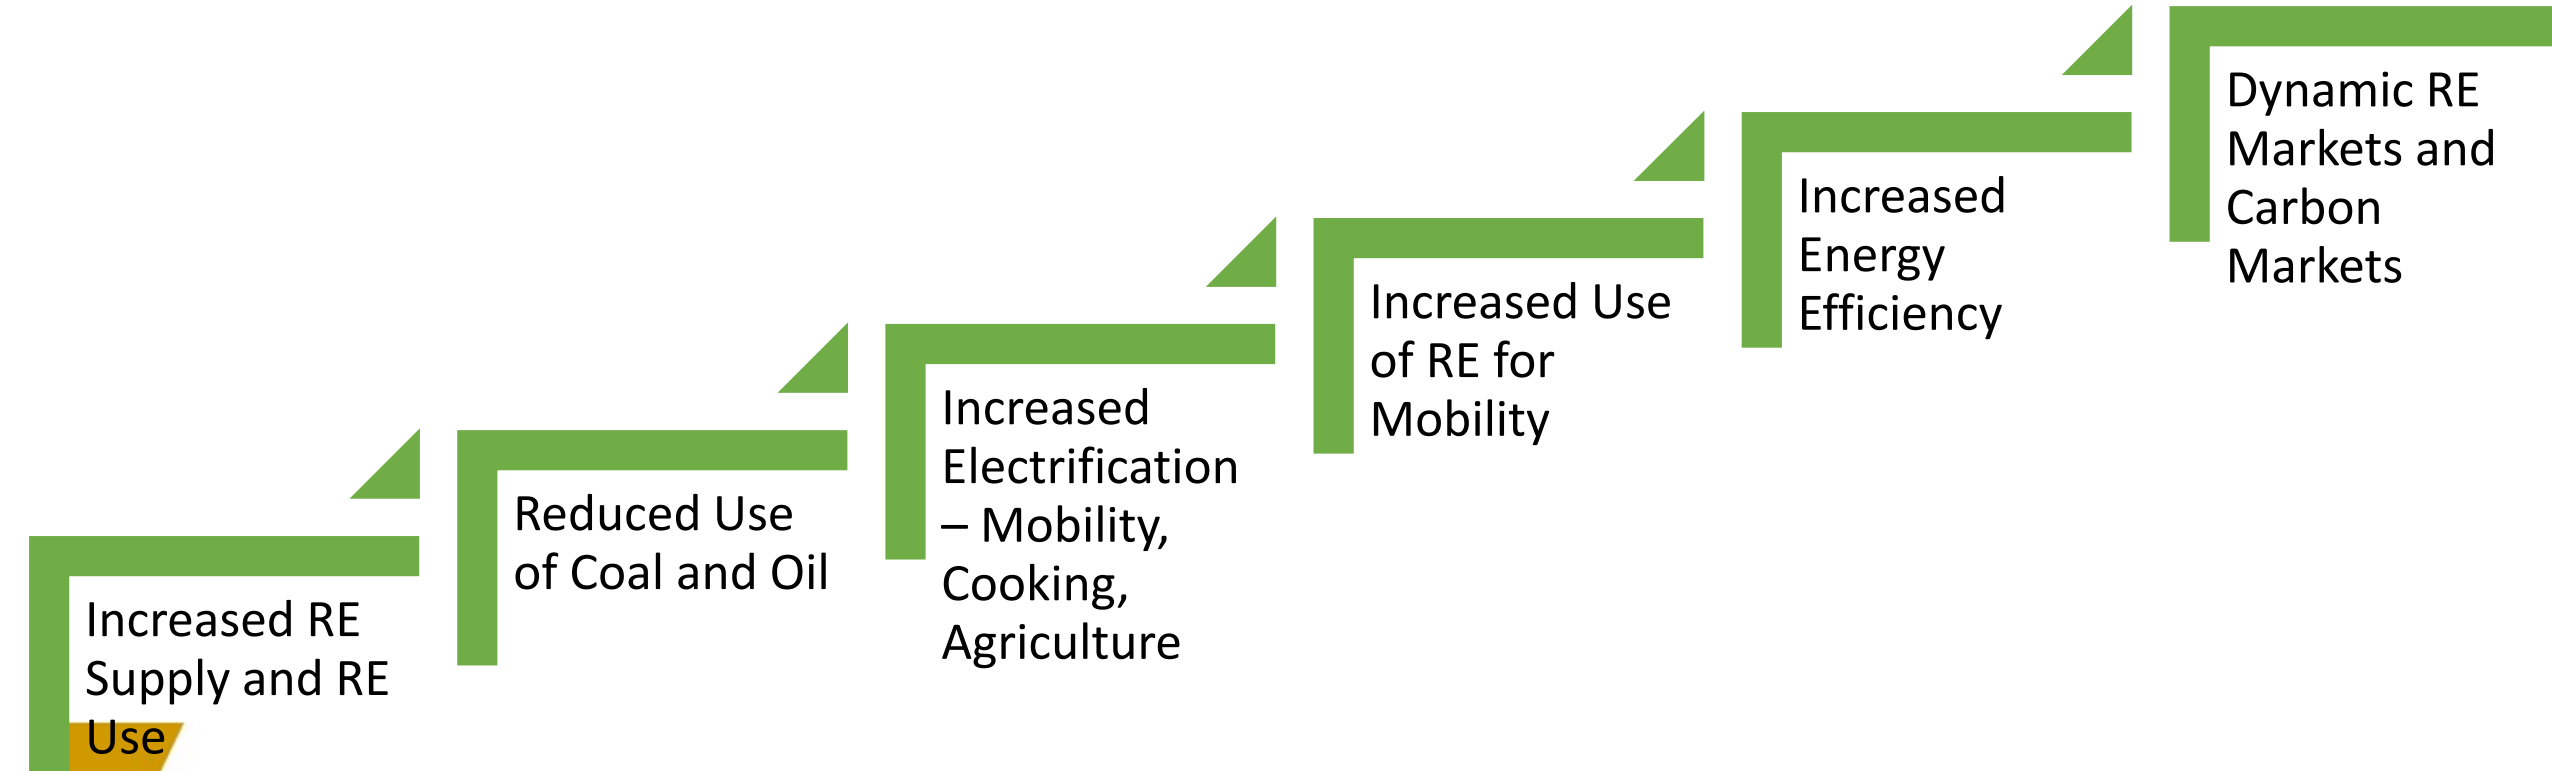 Increased RE
Supply and RE
Use
Reduced Use
of Coal and Oil
Increased
Electrification
– Mobility,
Cooking,
Agriculture
Increased Use
of RE for
Mobility
Increased
Energy
Efficiency
Dynamic RE
Markets and
Carbon
Markets